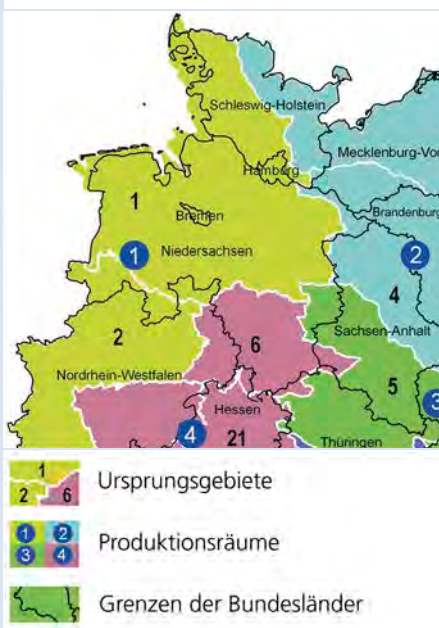 Schleswig-Holstein
Mecklenburg-Vo
Hamburg
1
Bremen
Brandenburg
1
Niedersachsen
2
4
2
6
Sachsen-Anhalt
Nordrhein-Westfalen
5
3
Hessen
4
21
Thüringen
1
2 6
Ursprungsgebiete
1 2
3 4
Produktionsräume
Grenzen der Bundesländer